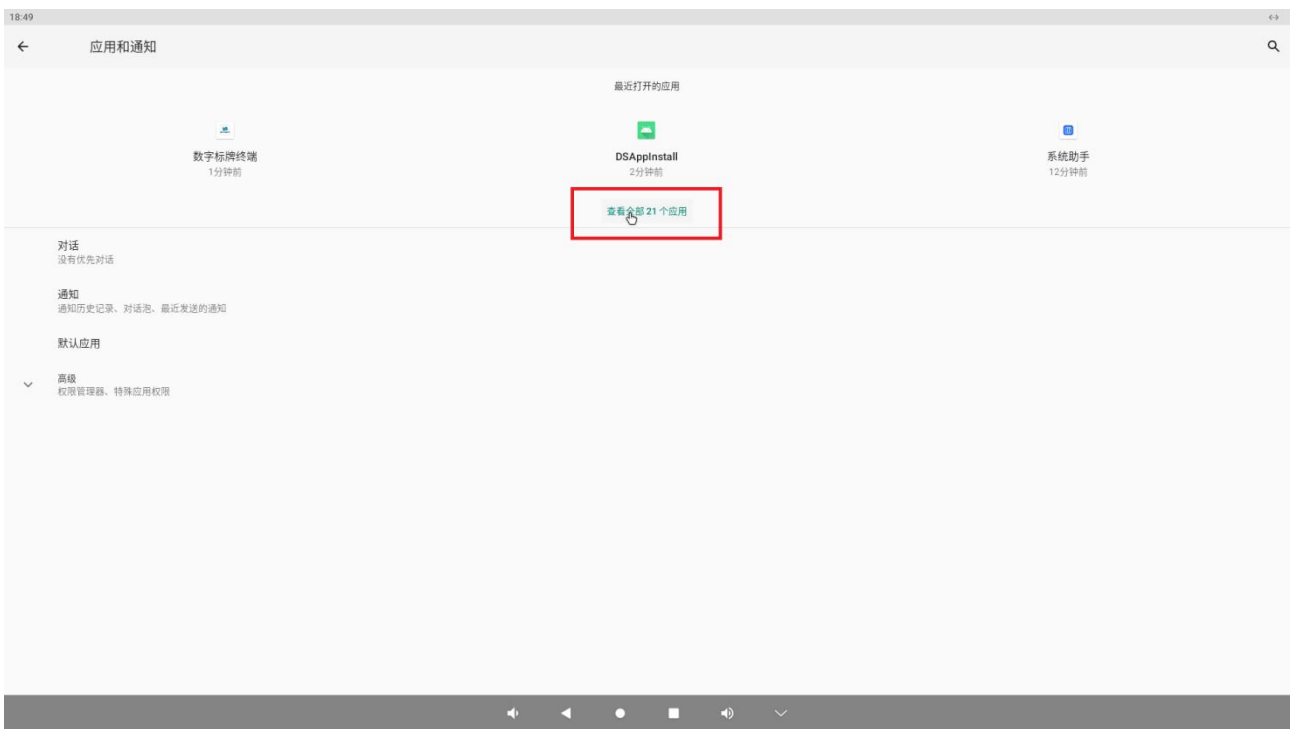 18:49
应用和通知
最近打开的应用
数字标牌终端
1分钟前
DSAppInstall
2分钟前
系统助手
12分钟前
查看全部 21 个应用
对话
没有优先对话
通知
通知历史记录、对话泡、最近发送的通知
默认应用
高级
权限管理器、特殊应用权限